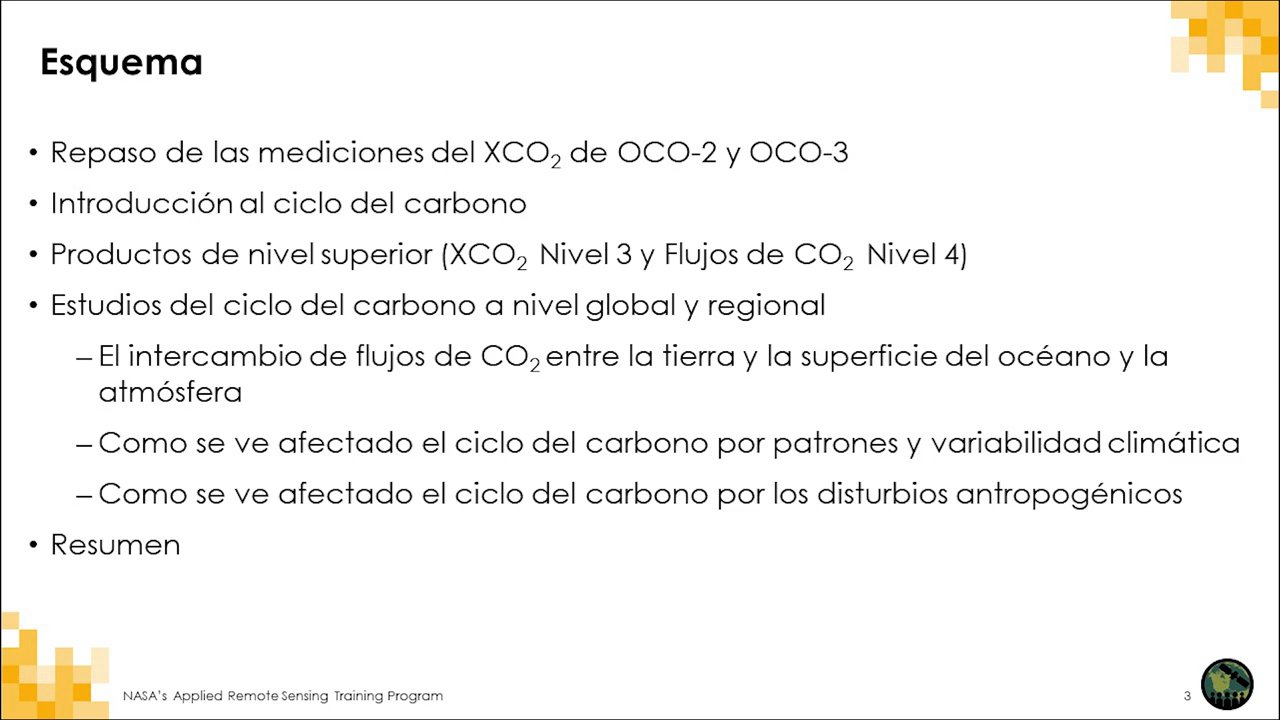 Esquema
• Repaso de las mediciones del XCO₂ de OCO-2 y OCO-3
• Introducción al ciclo del carbono
• Productos de nivel superior (XCO₂ Nivel 3 y Flujos de CO₂ Nivel 4)
• Estudios del ciclo del carbono a nivel global y regional
– El intercambio de flujos de CO₂ entre la tierra y la superficie del océano y la
atmósfera
– Como se ve afectado el ciclo del carbono por patrones y variabilidad climática
– Como se ve afectado el ciclo del carbono por los disturbios antropogénicos
• Resumen
NASA's Applied Remote Sensing Training Program
3